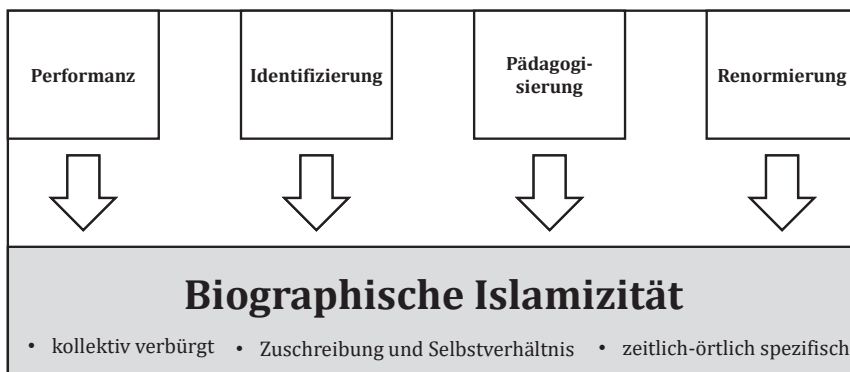 Performanz
Identifizierung
Pädagogi-
sierung
Renormierung
Biographische Islamizität
• kollektiv verbürgt • Zuschreibung und Selbstverhältnis • zeitlich-örtlich spezifisch